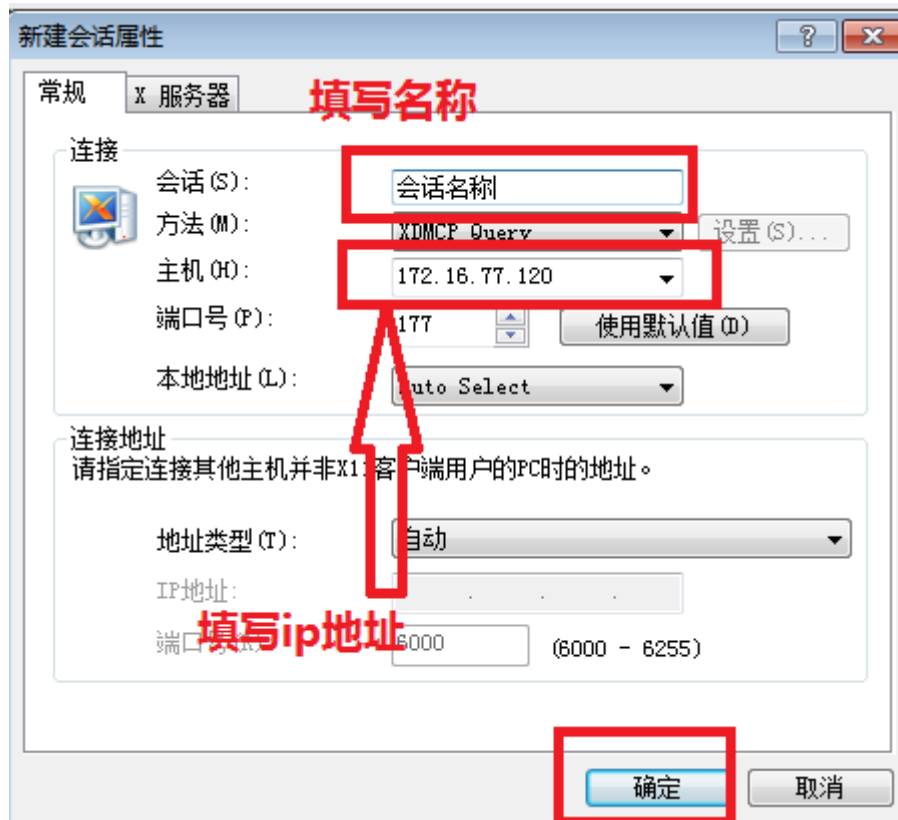 新建会话属性
常规 X 服务器
填写名称
连接
会话(S): 会话名称
方法(M): XDMCP Query 设置(S)...
主机(H): 172.16.77.120
端口号(P): 177 使用默认值(D)
本地地址(L): Auto Select
连接地址
请指定连接其他主机并非X11客户端用户的PC时的地址。
地址类型(T): 自动
IP地址: . . .
填写ip地址
端口号 6000 (6000 - 6255)
确定 取消